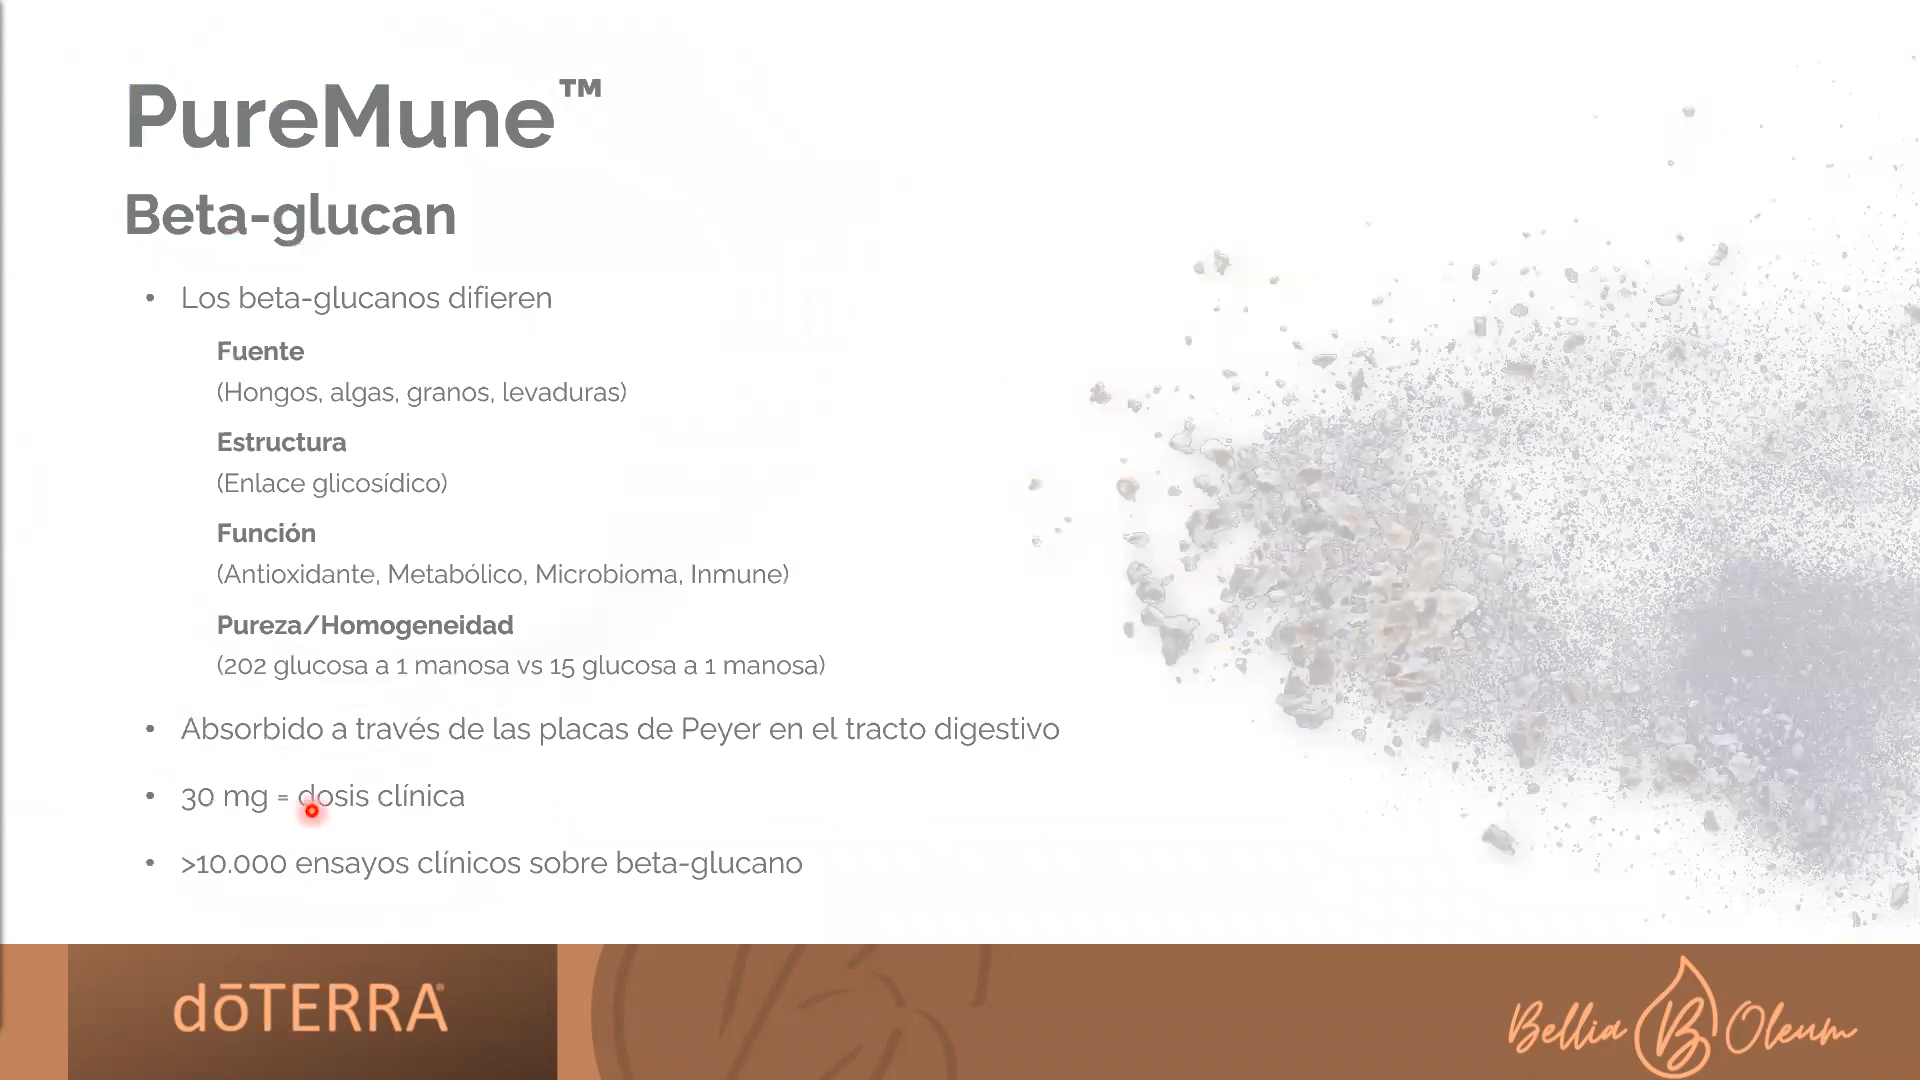 PureMune™
Beta-glucan
• Los beta-glucanos difieren
Fuente
(Hongos, algas, granos, levaduras)
Estructura
(Enlace glicosídico)
Función
(Antioxidante, Metabólico, Microbioma, Inmune)
Pureza/Homogeneidad
(202 glucosa a 1 manosa vs 15 glucosa a 1 manosa)
• Absorbido a través de las placas de Peyer en el tracto digestivo
• 30 mg = dosis clínica
• >10.000 ensayos clínicos sobre beta-glucano
dōTERRA®
Bellia B Oleum